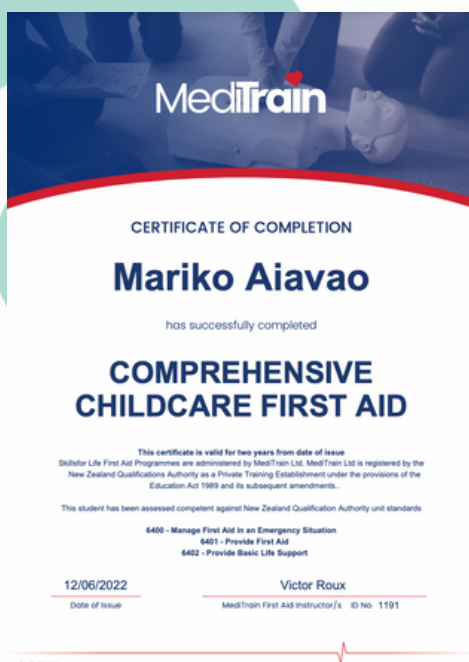 MediTrain
CERTIFICATE OF COMPLETION
Mariko Aiavao
has successfully completed
COMPREHENSIVE
CHILDCARE FIRST AID
This certificate is valid for two years from date of issue
Skillsfor Life First Aid Programmes are administered by MediTrain Ltd. MediTrain Ltd is registered by the
New Zealand Qualifications Authority as a Private Training Establishment under the provisions of the
Education Act 1989 and its subsequent amendments..
This student has been assessed competent against New Zealand Qualification Authority unit standards
6400 - Manage First Aid in an Emergency Situation
6401 - Provide First Aid
6402 - Provide Basic Life Support
12/06/2022 Victor Roux
Date of Issue MediTrain First Aid Instructor/s ID No. 1191